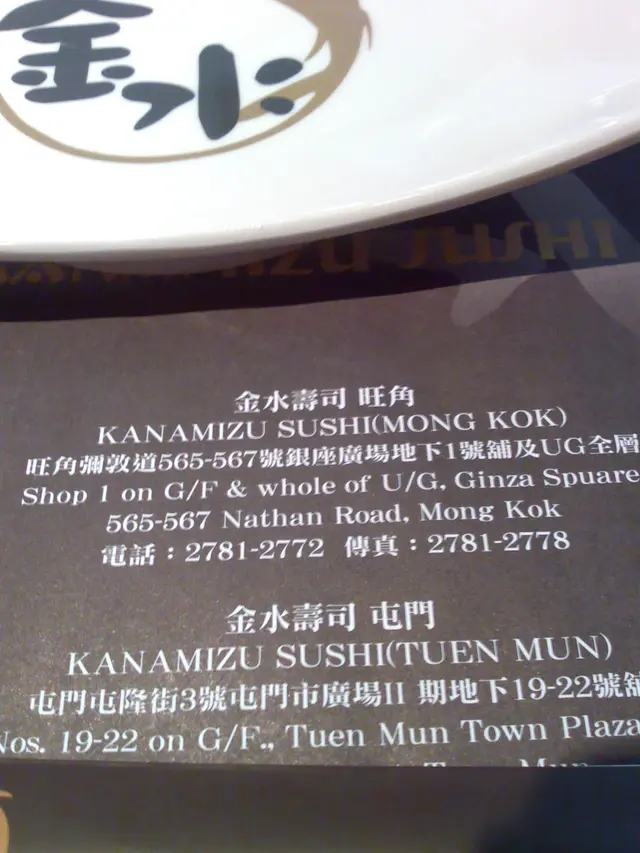 金水
KANAMIZU SUSHI
金水壽司 旺角
KANAMIZU SUSHI(MONG KOK)
旺角彌敦道565-567號銀座廣場地下1號舖及UG全層
Shop 1 on G/F & whole of U/G, Ginza Spuare
565-567 Nathan Road, Mong Kok
電話：2781-2772 傳真：2781-2778
金水壽司 屯門
KANAMIZU SUSHI(TUEN MUN)
屯門屯隆街3號屯門市廣場II 期地下19-22號舖
Nos. 19-22 on G/F., Tuen Mun Town Plaza
Tuen Mun